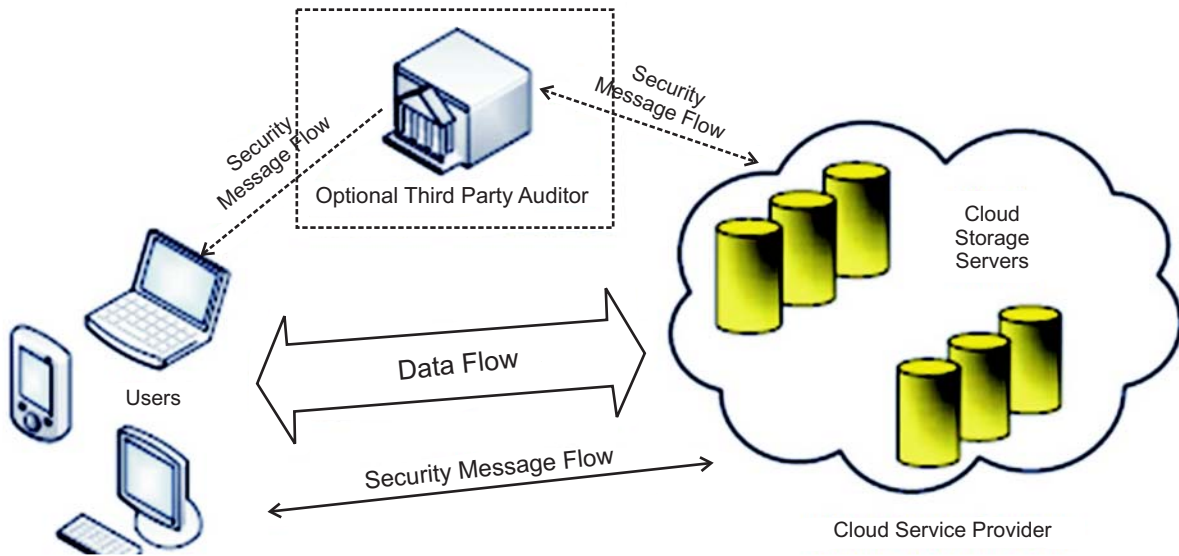 Security
Message Flow
Security
Message Flow
Optional Third Party Auditor
Cloud
Storage
Servers
Data Flow
Users
Security Message Flow
Cloud Service Provider